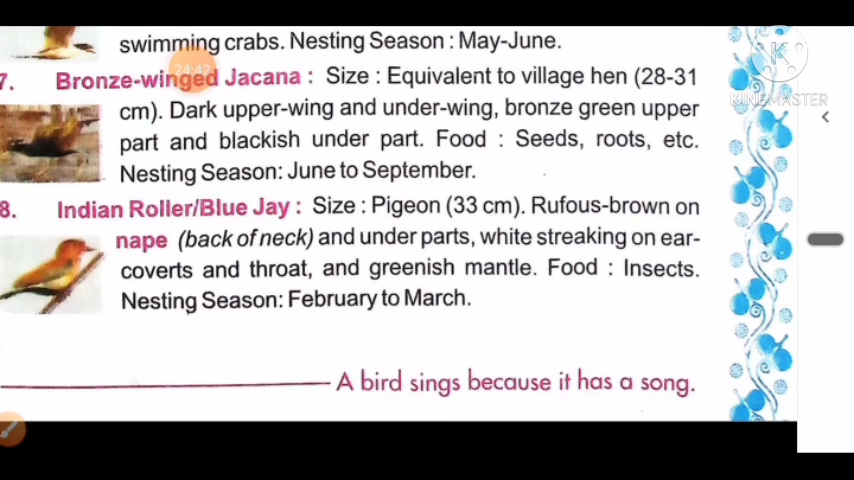 swimming crabs. Nesting Season : May-June.
7. Bronze-winged Jacana : Size : Equivalent to village hen (28-31
cm). Dark upper-wing and under-wing, bronze green upper
part and blackish under part. Food : Seeds, roots, etc.
Nesting Season: June to September.
8. Indian Roller/Blue Jay : Size : Pigeon (33 cm). Rufous-brown on
nape (back of neck) and under parts, white streaking on ear-
coverts and throat, and greenish mantle. Food : Insects.
Nesting Season: February to March.
A bird sings because it has a song.
24:42
K
KINEMASTER